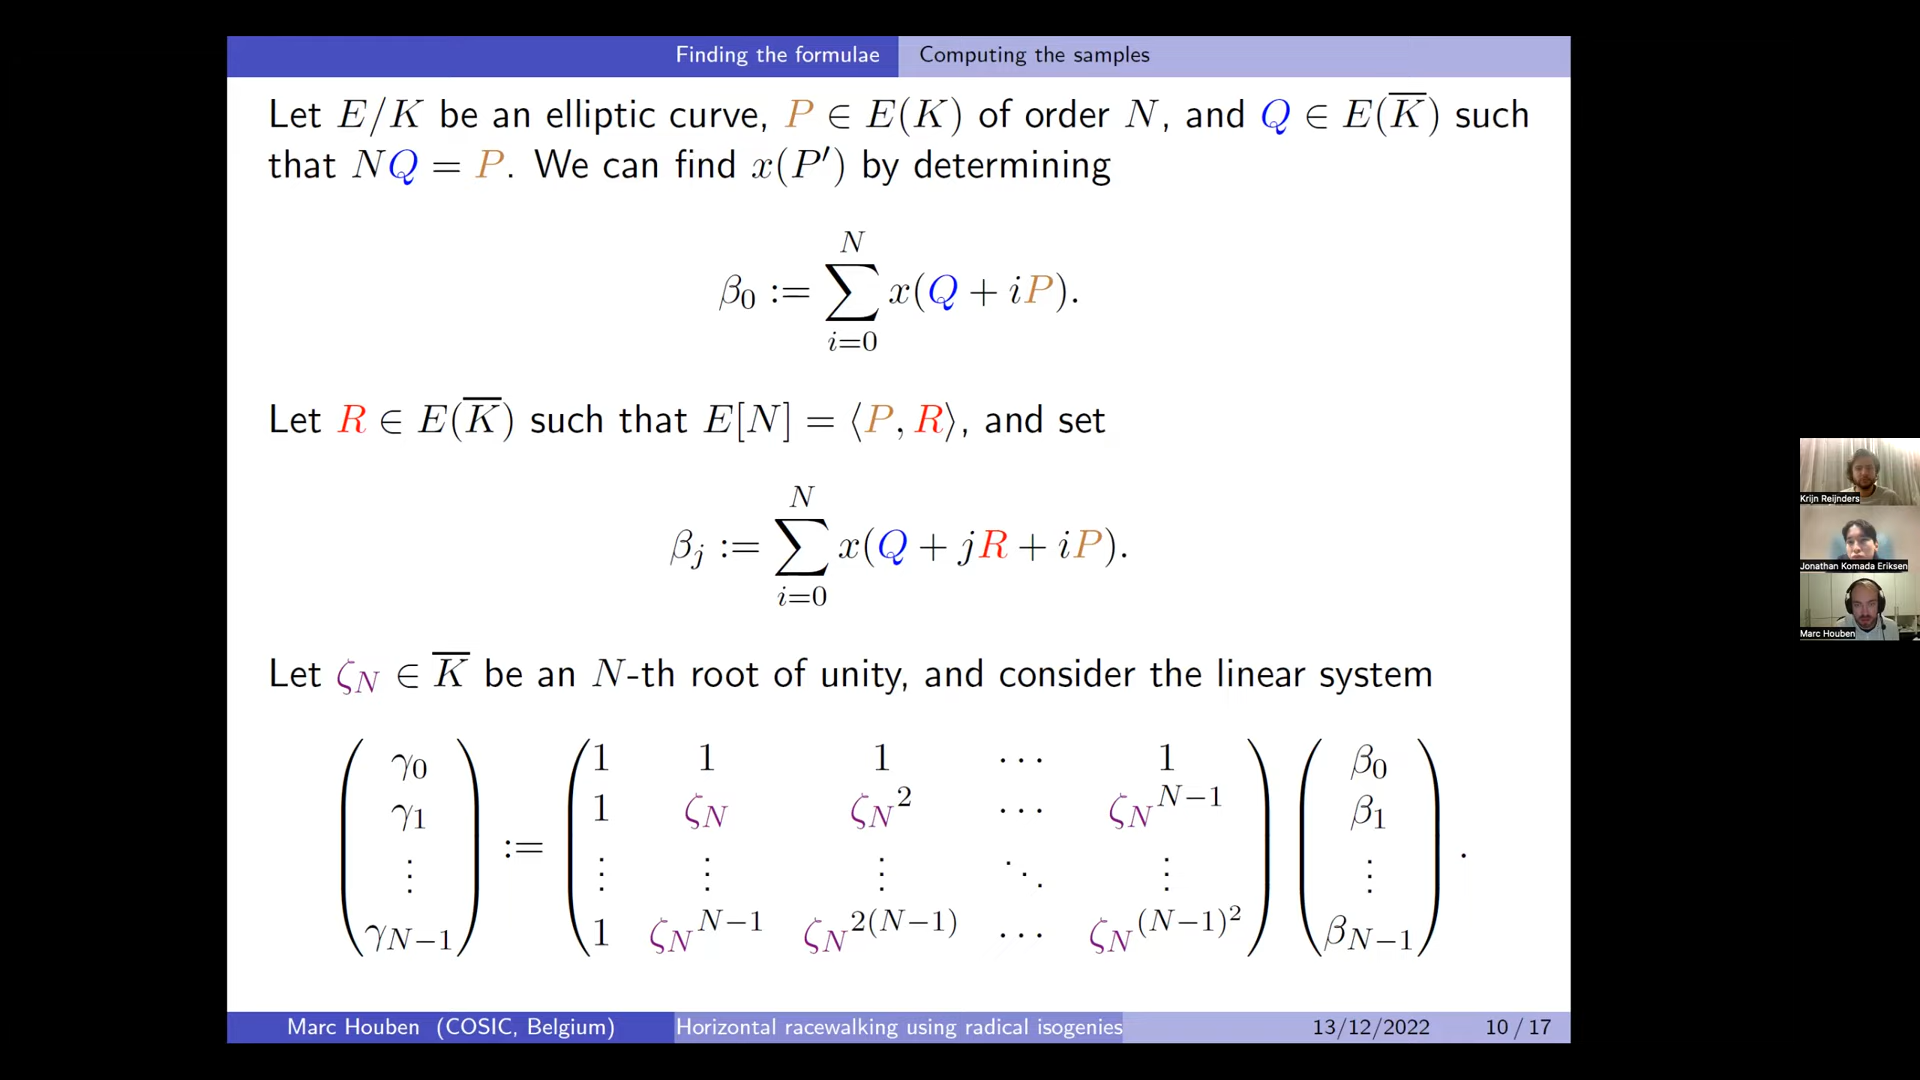 Finding the formulae Computing the samples
Let E/K be an elliptic curve, P ∈ E(K) of order N, and Q ∈ E(K̅) such
that NQ = P. We can find x(P′) by determining
β₀ := ∑_{i=0}^{N} x(Q + iP).
Let R ∈ E(K̅) such that E[N] = ⟨P, R⟩, and set
β_j := ∑_{i=0}^{N} x(Q + jR + iP).
Let ζ_N ∈ K̅ be an N-th root of unity, and consider the linear system
γ₀ 1 1 1 ⋯ 1 β₀
γ₁ 1 ζ_N ζ_N² ⋯ ζ_N^{N−1} β₁
⋮ := ⋮ ⋮ ⋮ ⋱ ⋮ ⋮ .
γ_{N−1} 1 ζ_N^{N−1} ζ_N^{2(N−1)} ⋯ ζ_N^{(N−1)²} β_{N−1}
Marc Houben (COSIC, Belgium) Horizontal racewalking using radical isogenies 13/12/2022 10 / 17
Krijn Reijnders
Jonathan Komada Eriksen
Marc Houben